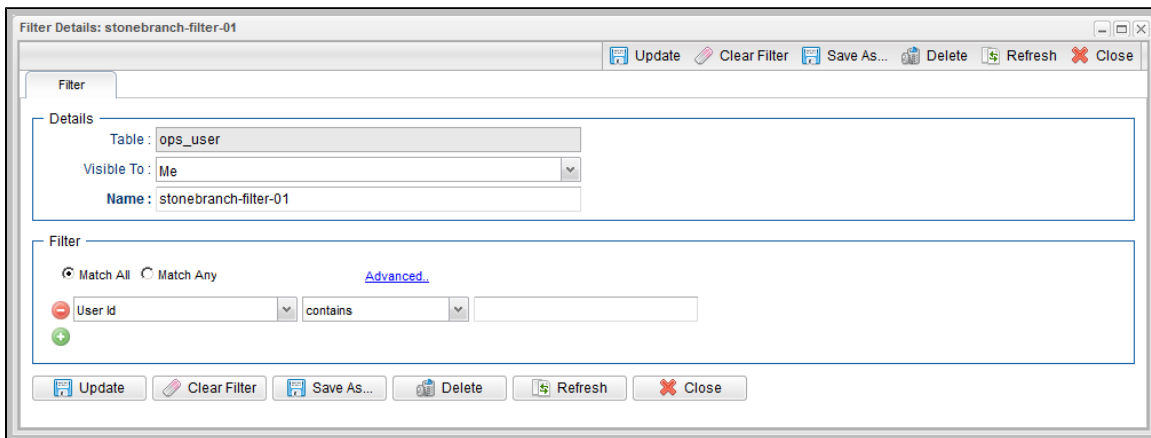 Filter Details: stonebranch-filter-01
Update Clear Filter Save As... Delete Refresh Close
Filter
Details
Table : ops_user
Visible To : Me
Name : stonebranch-filter-01
Filter
Match All Match Any Advanced..
User Id contains
Update Clear Filter Save As... Delete Refresh Close